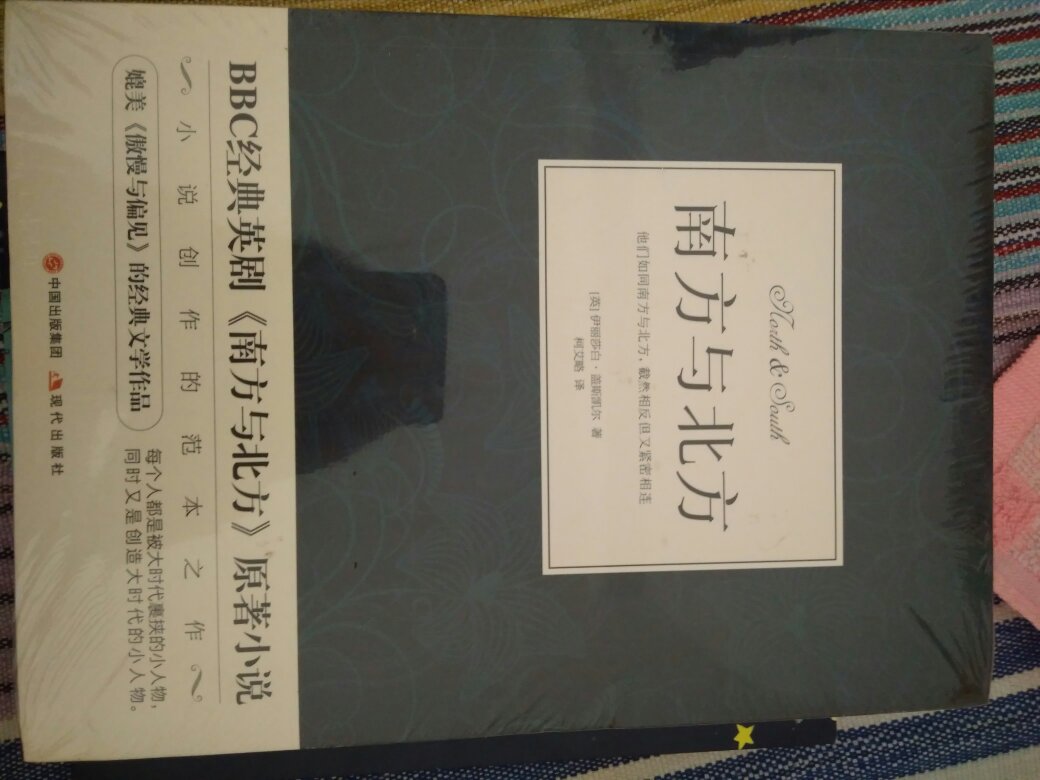 North & South
南方与北方
他们如同南方与北方，截然相反但又紧密相连
[英]伊丽莎白·盖斯凯尔 著
柯艾略 译
BBC经典英剧《南方与北方》原著小说
小说创作的范本之作
媲美《傲慢与偏见》的经典文学作品
每个人都是被大时代裹挟的小人物，
同时又是创造大时代的小人物。
中国出版集团 现代出版社